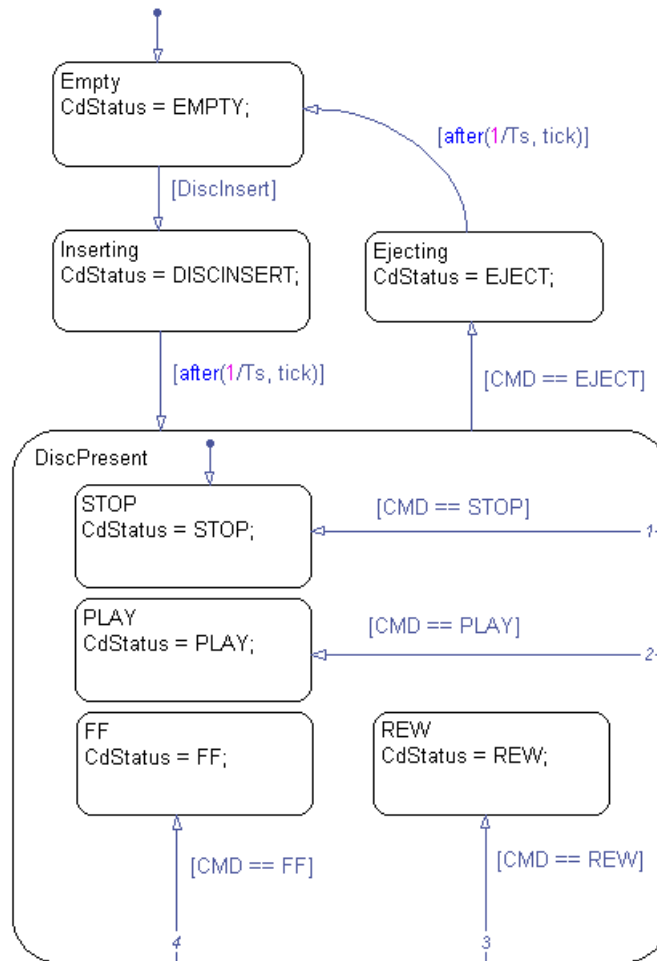 Empty
CdStatus = EMPTY;
[after(1/Ts, tick)]
[DiscInsert]
Inserting
CdStatus = DISCINSERT;
Ejecting
CdStatus = EJECT;
[after(1/Ts, tick)]
[CMD == EJECT]
DiscPresent
STOP
CdStatus = STOP;
[CMD == STOP]
1
PLAY
CdStatus = PLAY;
[CMD == PLAY]
2
FF
CdStatus = FF;
REW
CdStatus = REW;
[CMD == FF]
[CMD == REW]
4
3